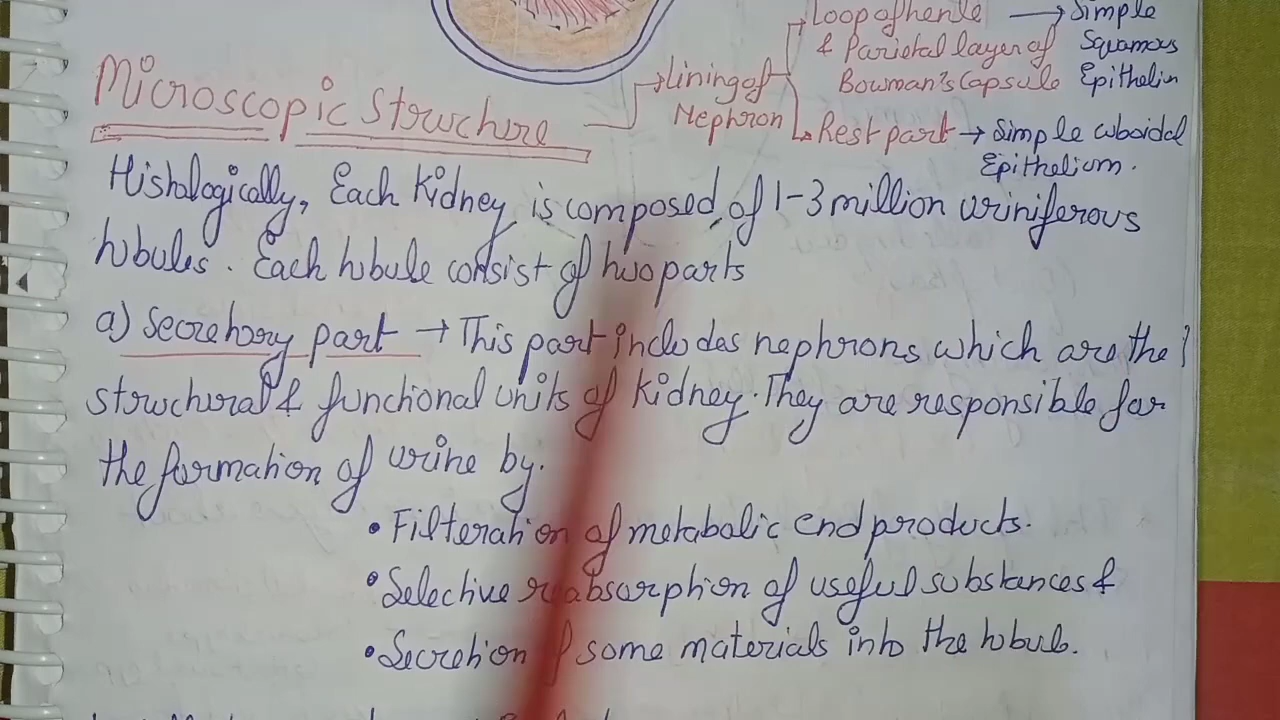 Loop of henle → Simple
& Parietal layer of Squamous
Bowman's Capsule Epitheliu
→ Lining of
Nephron
Rest part → Simple cuboidal
Epithelium.
Microscopic Structure
Histologically, Each Kidney is composed of 1-3 million uriniferous
tubules. Each tubule consist of two parts
a) Secretory part → This part includes nephrons which are the
structural & functional units of Kidney. They are responsible for
the formation of urine by.
• Filteration of metabolic end products.
• Selective reabsorption of useful substances &
• Secretion of some materials into the tubule.